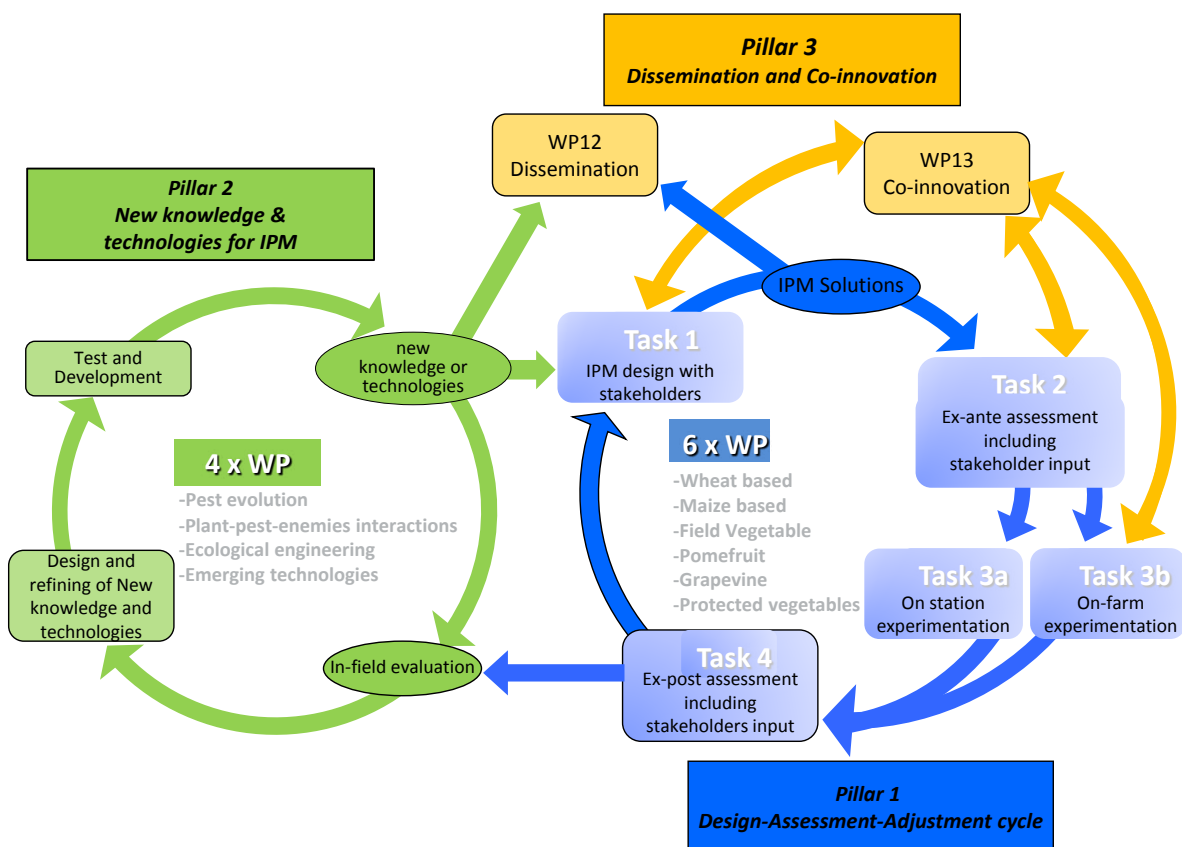 Pillar 3
Dissemination and Co-innovation
WP12
Dissemination
WP13
Co-innovation
Pillar 2
New knowledge &
technologies for IPM
IPM Solutions
Task 1
IPM design with
stakeholders
new
knowledge or
technologies
Test and
Development
Task 2
Ex-ante assessment
including
stakeholder input
4 x WP
-Pest evolution
-Plant-pest-enemies interactions
-Ecological engineering
-Emerging technologies
6 x WP
-Wheat based
-Maize based
-Field Vegetable
-Pomefruit
-Grapevine
-Protected vegetables
Design and
refining of New
knowledge and
technologies
Task 3a
On station
experimentation
Task 3b
On-farm
experimentation
In-field evaluation
Task 4
Ex-post assessment
including
stakeholders input
Pillar 1
Design-Assessment-Adjustment cycle